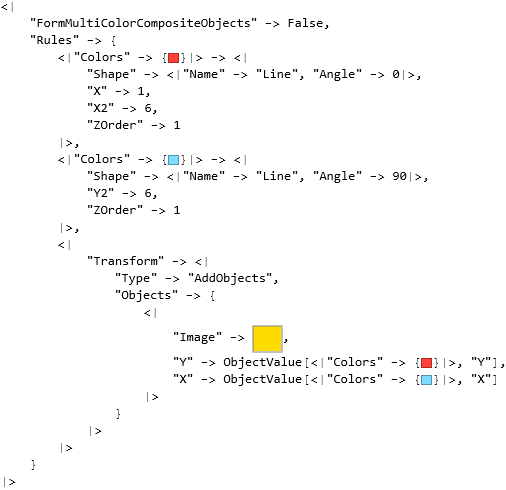 <|
"FormMultiColorCompositeObjects" -> False,
"Rules" -> {
<|"Colors" -> {}|> -> <|
"Shape" -> <|"Name" -> "Line", "Angle" -> 0|>,
"X" -> 1,
"X2" -> 6,
"ZOrder" -> 1
|>,
<|"Colors" -> {}|> -> <|
"Shape" -> <|"Name" -> "Line", "Angle" -> 90|>,
"Y2" -> 6,
"ZOrder" -> 1
|>,
<|
"Transform" -> <|
"Type" -> "AddObjects",
"Objects" -> {
<|
"Image" -> ,
"Y" -> ObjectValue[<|"Colors" -> {}|>, "Y"],
"X" -> ObjectValue[<|"Colors" -> {}|>, "X"]
|>
}
|>
|>
}
|>